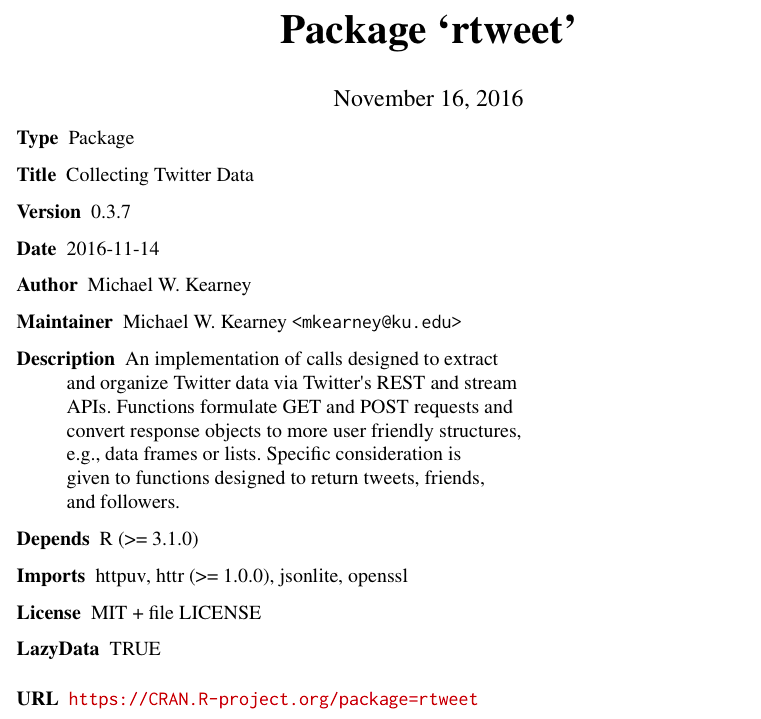 Package ‘rtweet’
November 16, 2016
Type Package
Title Collecting Twitter Data
Version 0.3.7
Date 2016-11-14
Author Michael W. Kearney
Maintainer Michael W. Kearney <mkearney@ku.edu>
Description An implementation of calls designed to extract
and organize Twitter data via Twitter's REST and stream
APIs. Functions formulate GET and POST requests and
convert response objects to more user friendly structures,
e.g., data frames or lists. Specific consideration is
given to functions designed to return tweets, friends,
and followers.
Depends R (>= 3.1.0)
Imports httpuv, httr (>= 1.0.0), jsonlite, openssl
License MIT + file LICENSE
LazyData TRUE
URL https://CRAN.R-project.org/package=rtweet